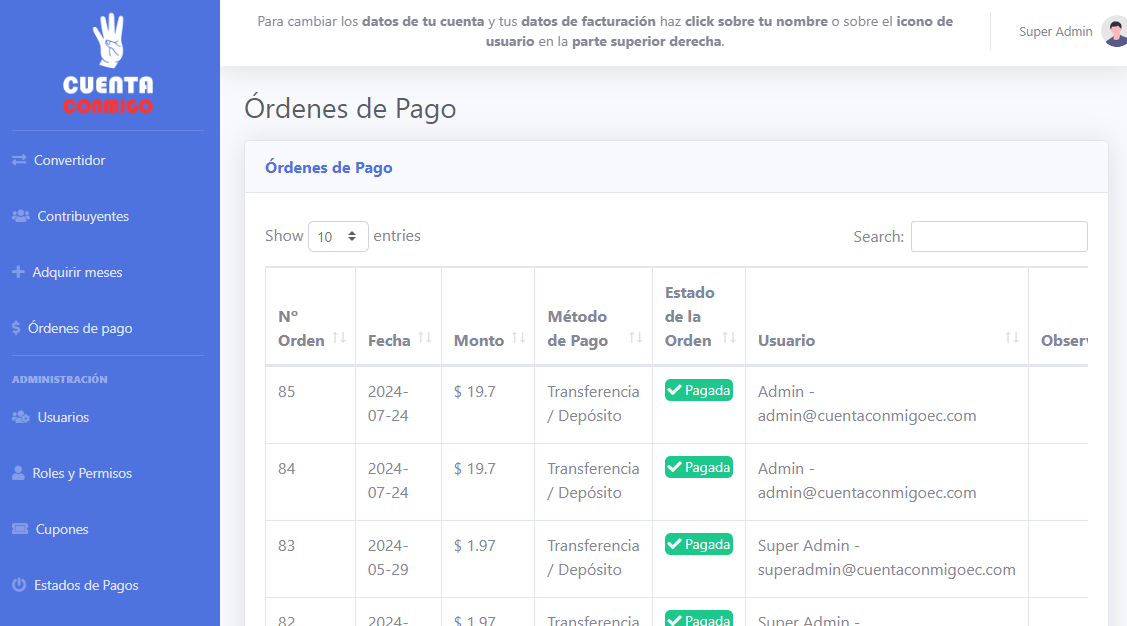 CUENTA
CONMIGO
Convertidor
Contribuyentes
Adquirir meses
Órdenes de pago
ADMINISTRACIÓN
Usuarios
Roles y Permisos
Cupones
Estados de Pagos
Para cambiar los datos de tu cuenta y tus datos de facturación haz click sobre tu nombre o sobre el icono de
usuario en la parte superior derecha.
Super Admin
Órdenes de Pago
Órdenes de Pago
Show 10 entries
Search:
Nº
Orden
Fecha
Monto
Método
de Pago
Estado
de la
Orden
Usuario
Observ
85
2024-
07-24
$ 19.7
Transferencia
/ Depósito
Pagada
Admin -
admin@cuentaconmigoec.com
84
2024-
07-24
$ 19.7
Transferencia
/ Depósito
Pagada
Admin -
admin@cuentaconmigoec.com
83
2024-
05-29
$ 1.97
Transferencia
/ Depósito
Pagada
Super Admin -
superadmin@cuentaconmigoec.com
82
2024-
$ 1.97
Transferencia
Pagada
Super Admin -